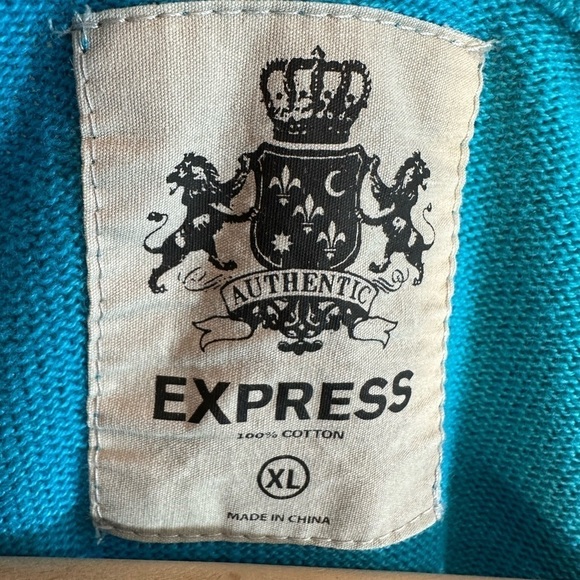 AUTHENTIC
EXPRESS
100% COTTON
XL
MADE IN CHINA